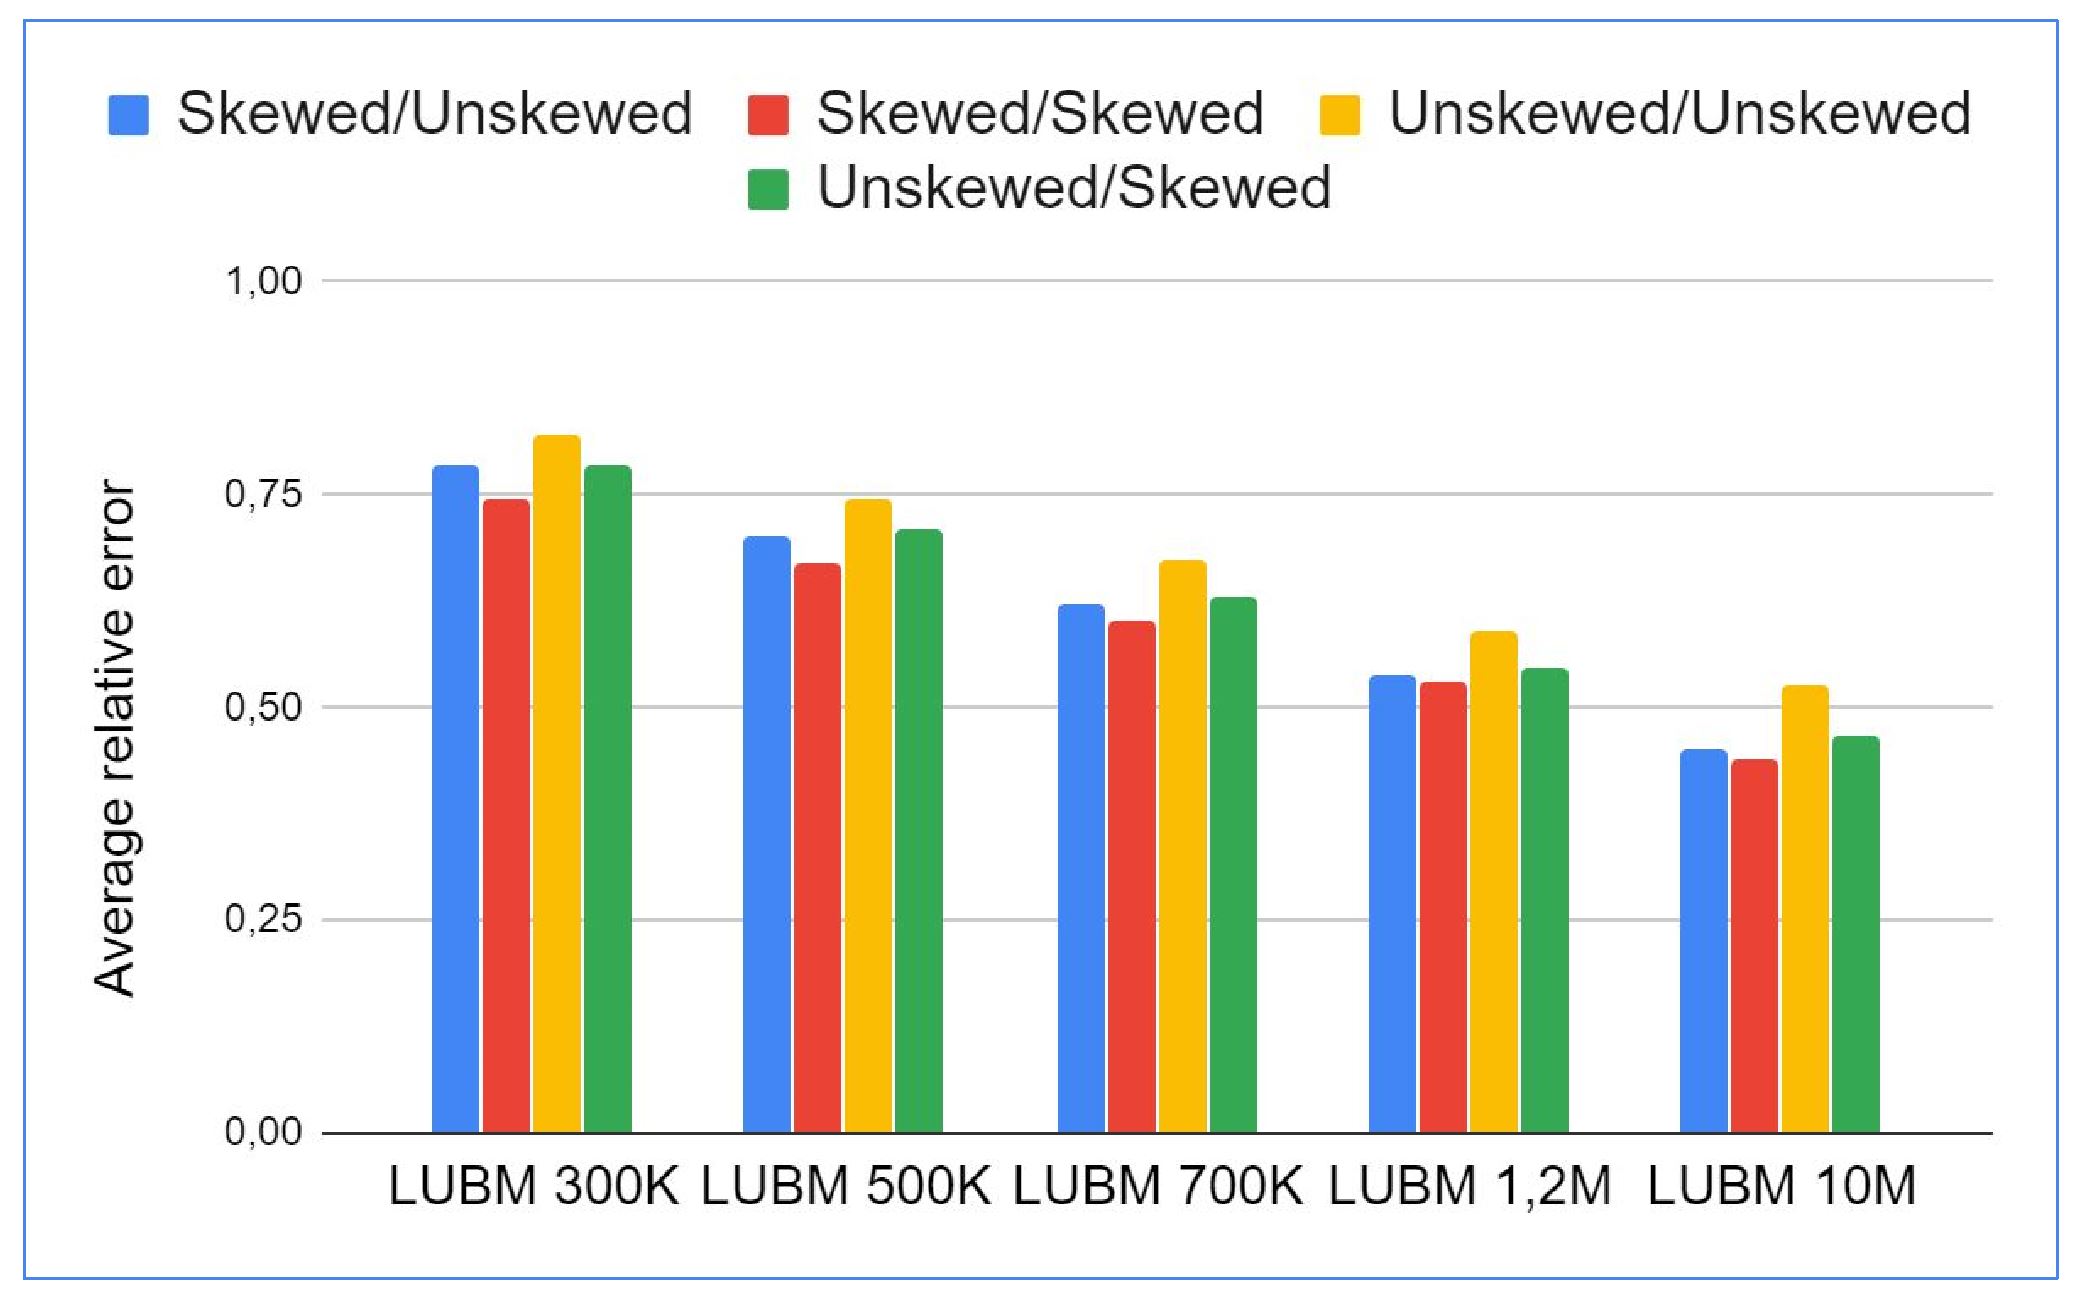 Skewed/Unskewed Skewed/Skewed Unskewed/Unskewed
Unskewed/Skewed
1,00
0,75
0,50
0,25
0,00
Average relative error
LUBM 300K LUBM 500K LUBM 700K LUBM 1,2M LUBM 10M